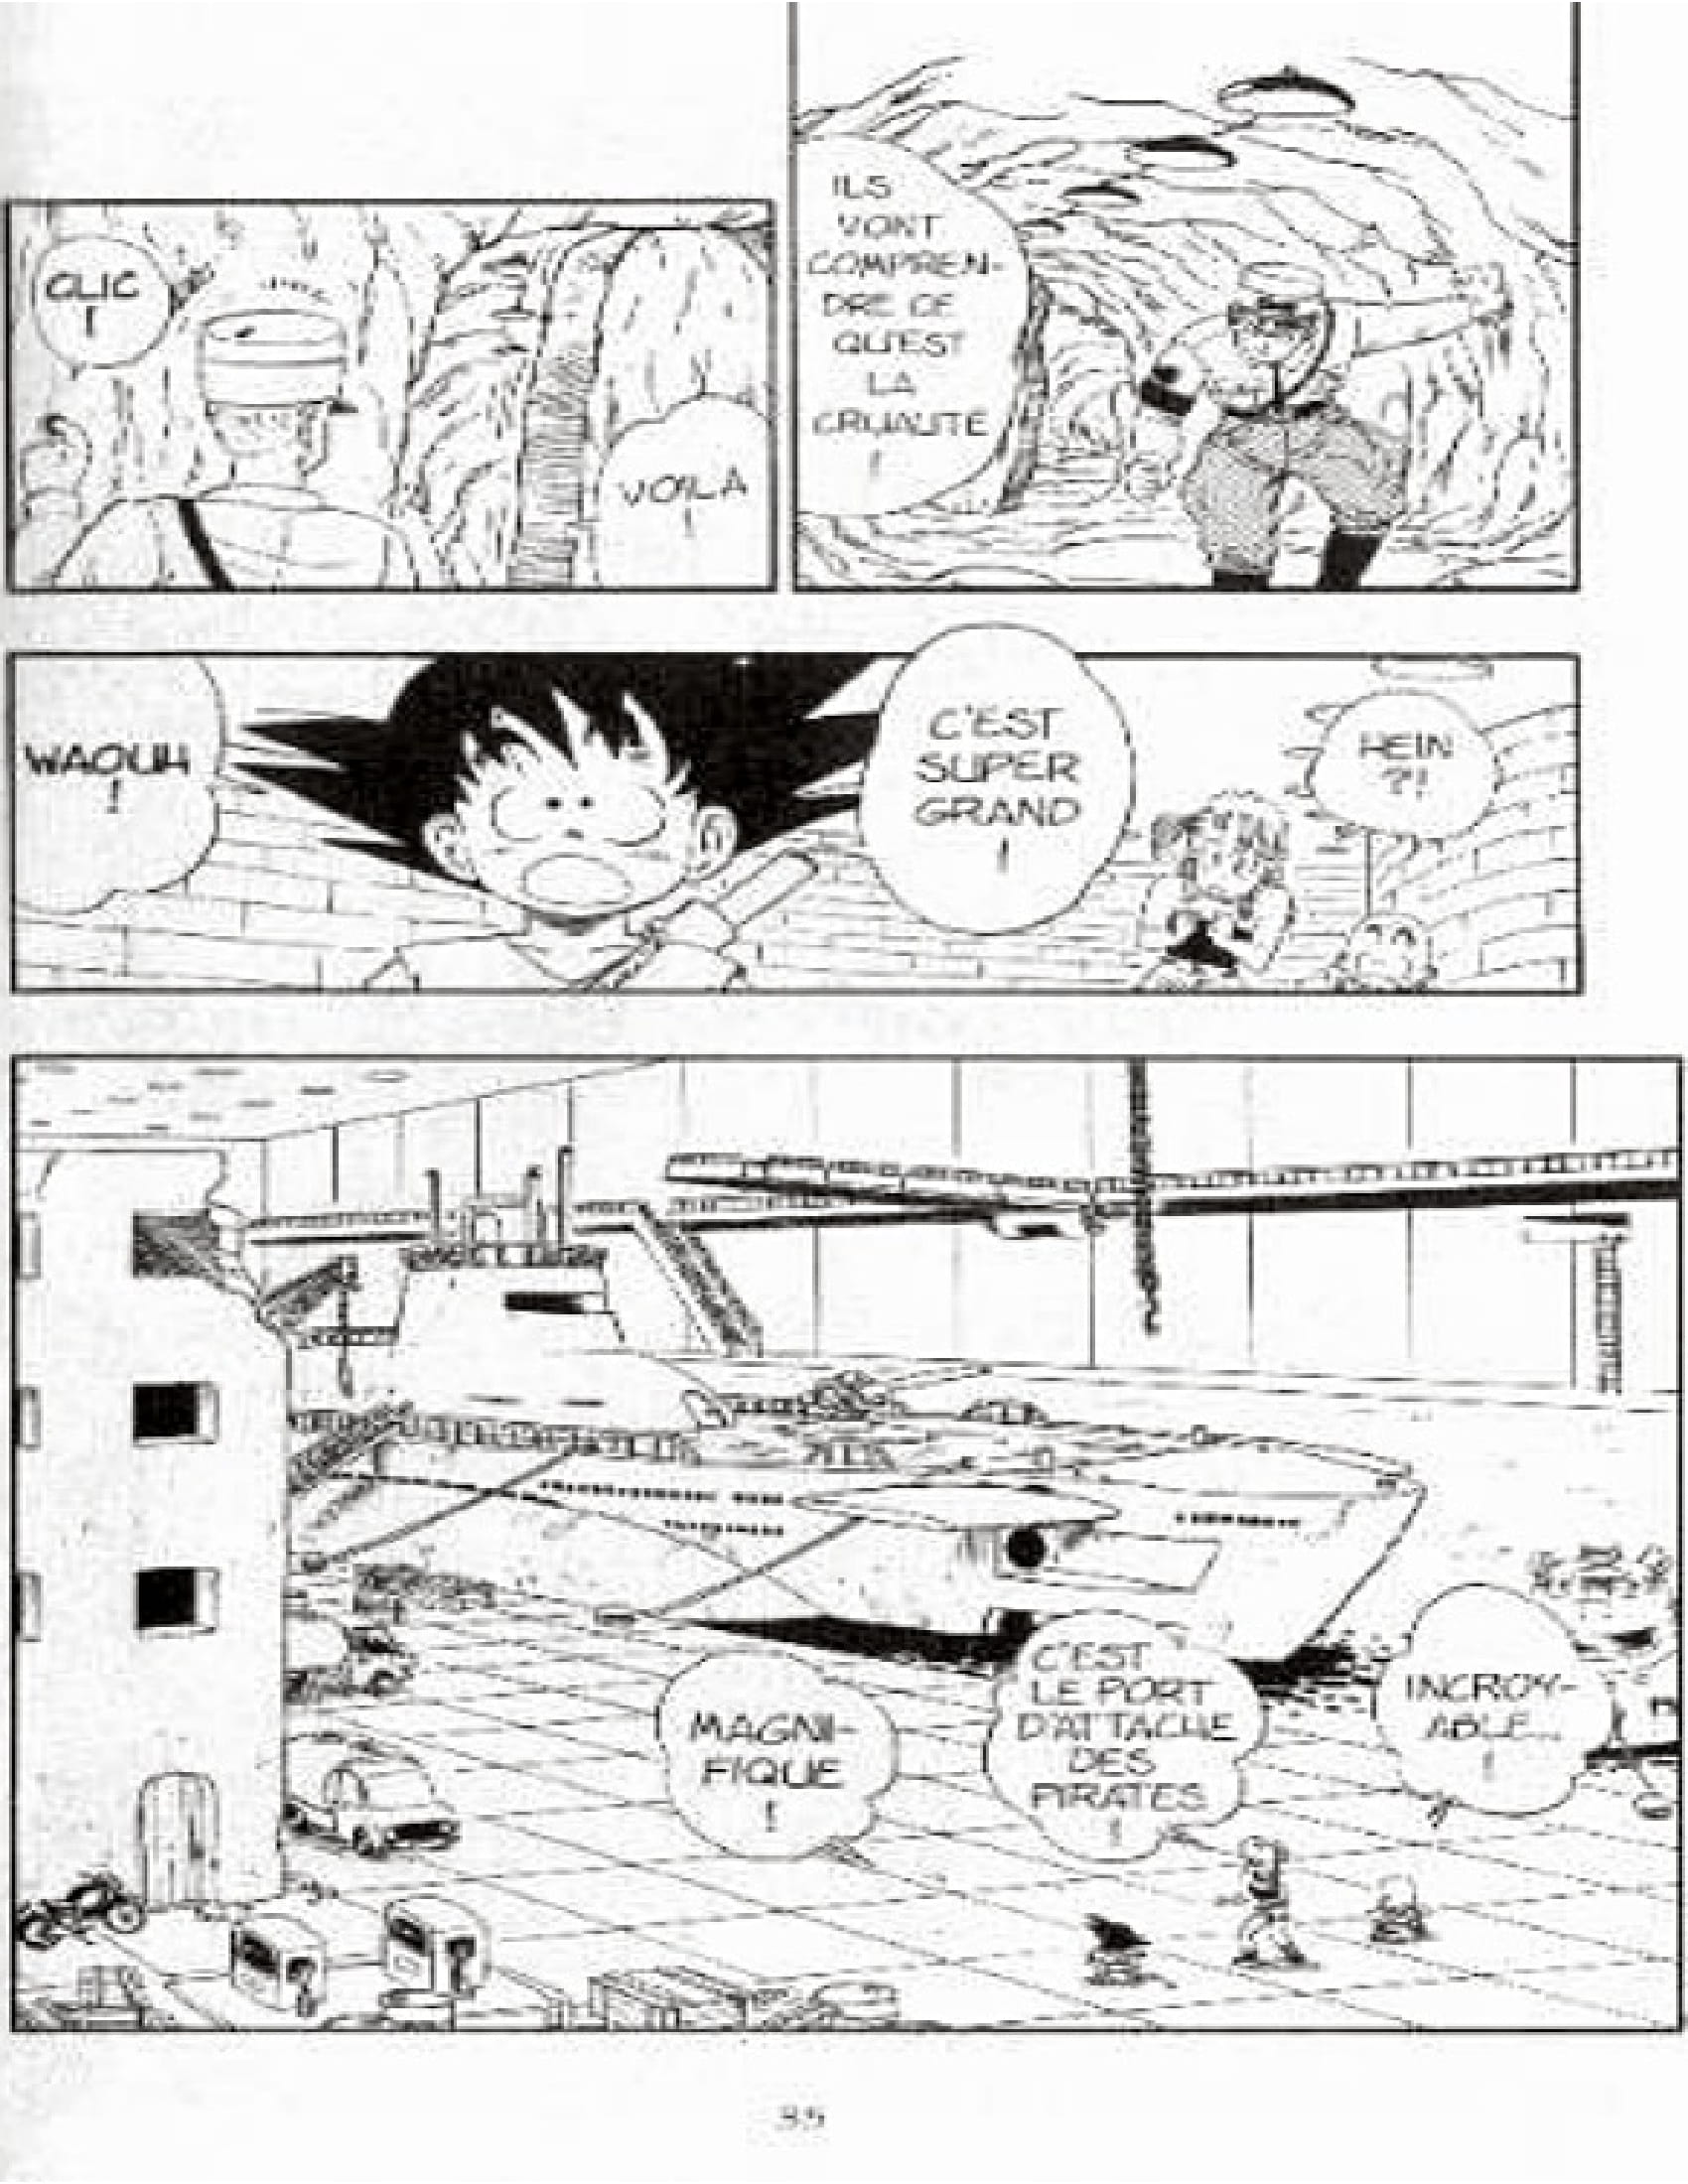 ILS
VONT
COMPREN-
DRE CE
QU'EST
LA
CRUAUTE
!
CLIC
!
VOILA
!
HEIN
?!
C'EST
SUPER
GRAND
!
WAOUH
!
INCROY-
ABLE...
!
C'EST
LE PORT
D'ATTACHE
DES
PIRATES
!
MAGNI-
FIQUE
!
35